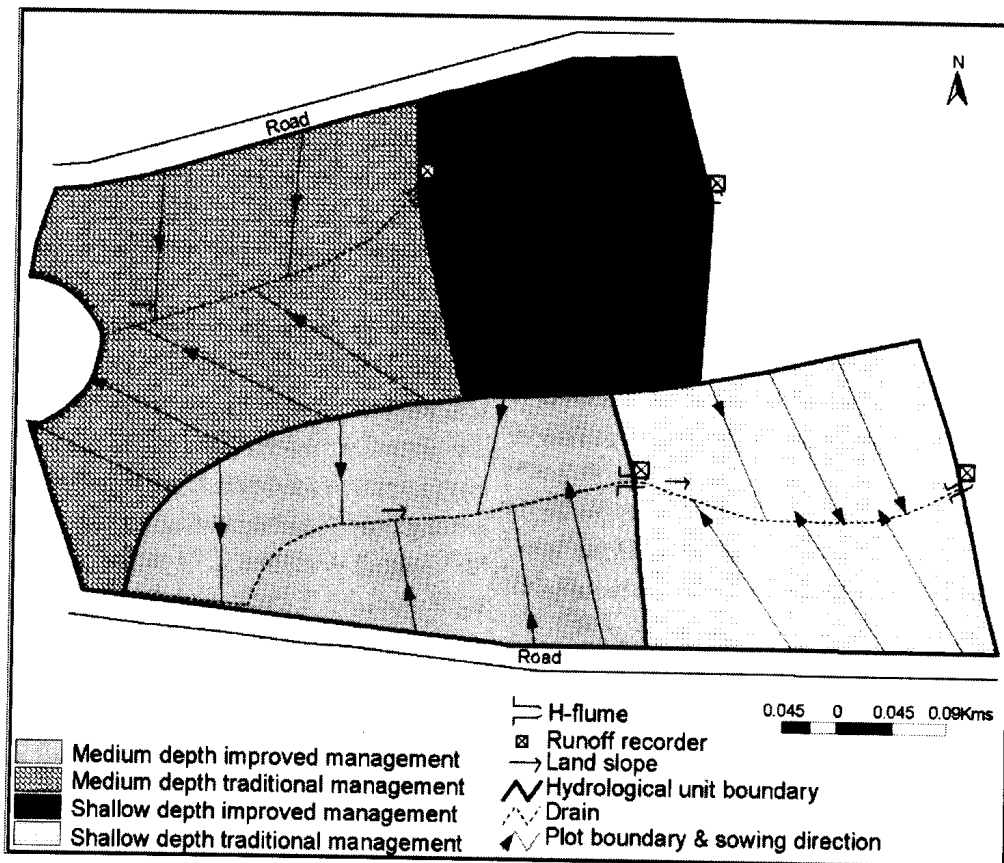 N
Road
Road
H-flume
0.045 0 0.045 0.09Kms
Runoff recorder
Medium depth improved management
Land slope
Medium depth traditional management
Hydrological unit boundary
Shallow depth improved management
Drain
Shallow depth traditional management
Plot boundary & sowing direction